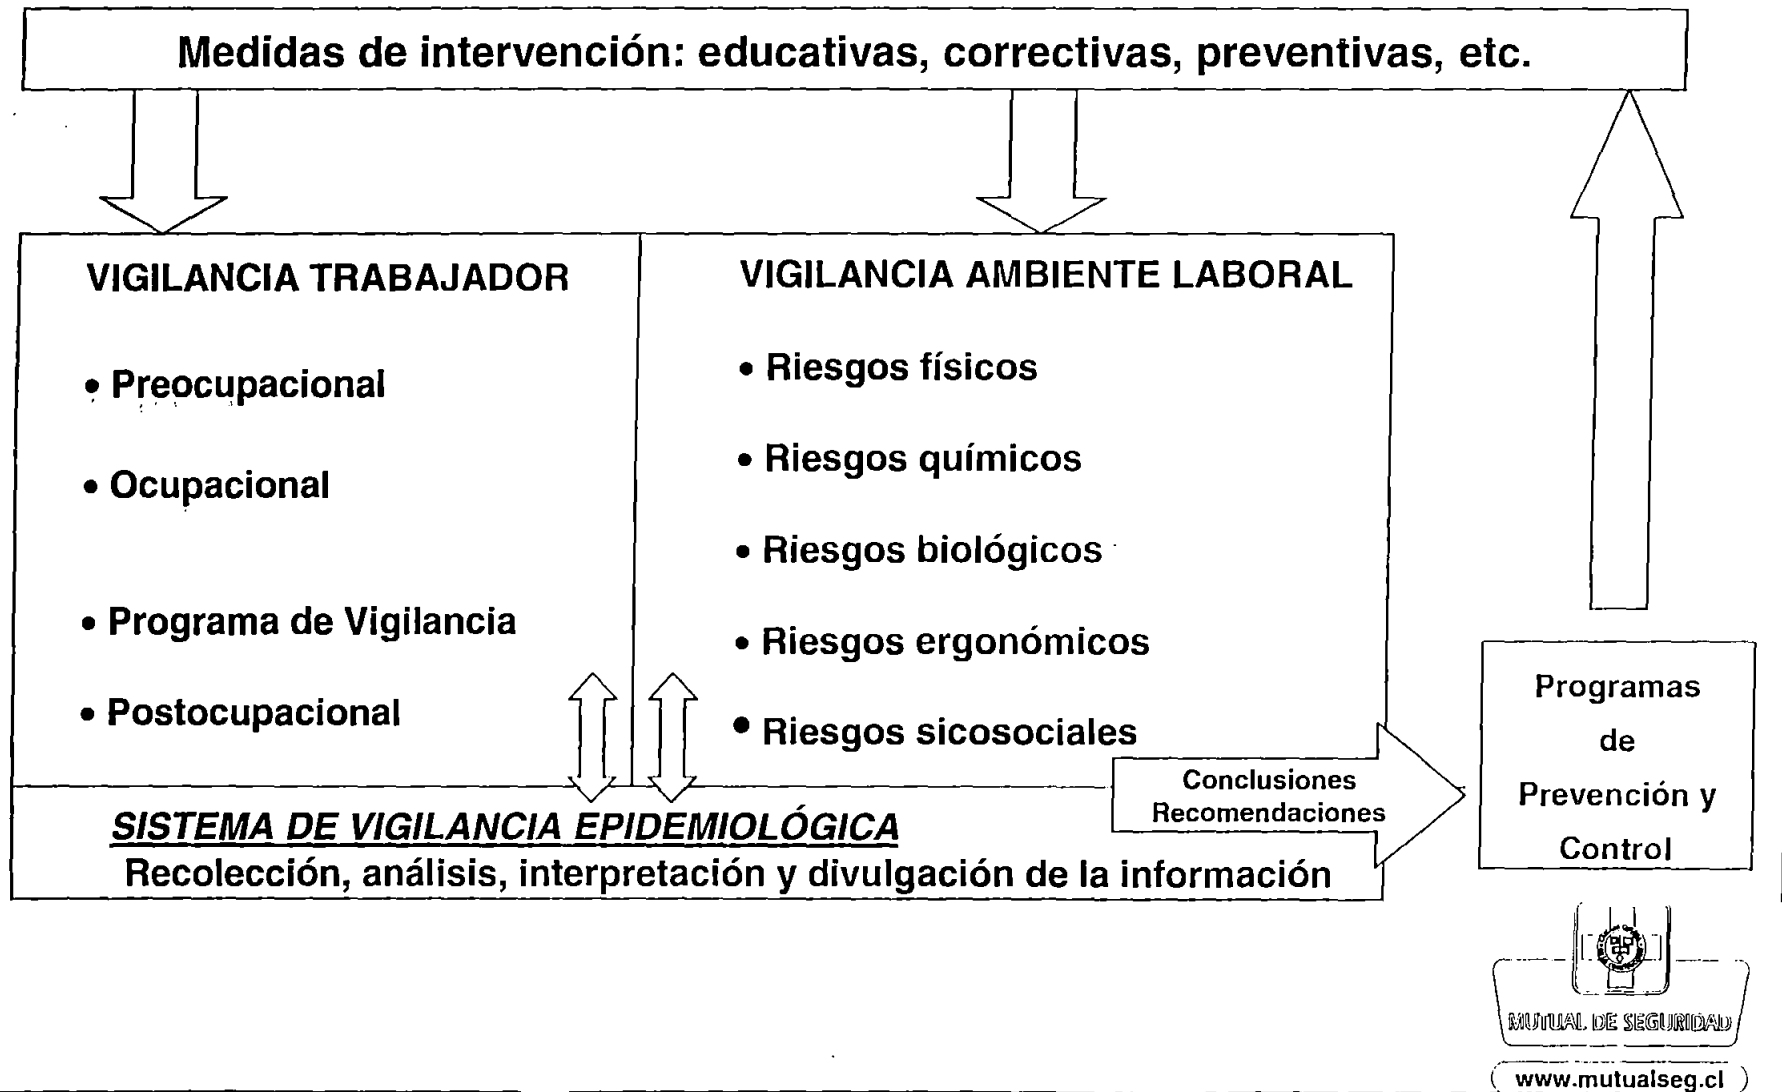 Medidas de intervención: educativas, correctivas, preventivas, etc.
VIGILANCIA TRABAJADOR
• Preocupacional
• Ocupacional
• Programa de Vigilancia
• Postocupacional
VIGILANCIA AMBIENTE LABORAL
• Riesgos físicos
• Riesgos químicos
• Riesgos biológicos
• Riesgos ergonómicos
• Riesgos sicosociales
SISTEMA DE VIGILANCIA EPIDEMIOLÓGICA
Recolección, análisis, interpretación y divulgación de la información
Conclusiones
Recomendaciones
Programas
de
Prevención y
Control
MUTUAL DE SEGURIDAD
www.mutualseg.cl